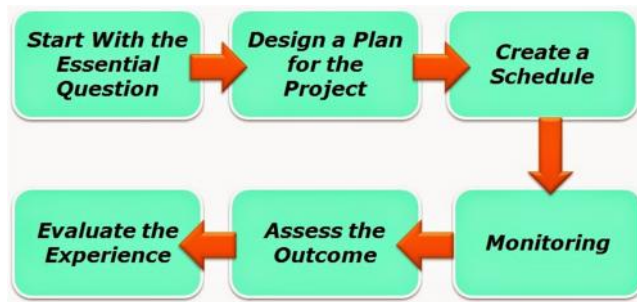 Start With the
Essential
Question
Design a Plan
for the
Project
Create a
Schedule
Monitoring
Assess the
Outcome
Evaluate the
Experience